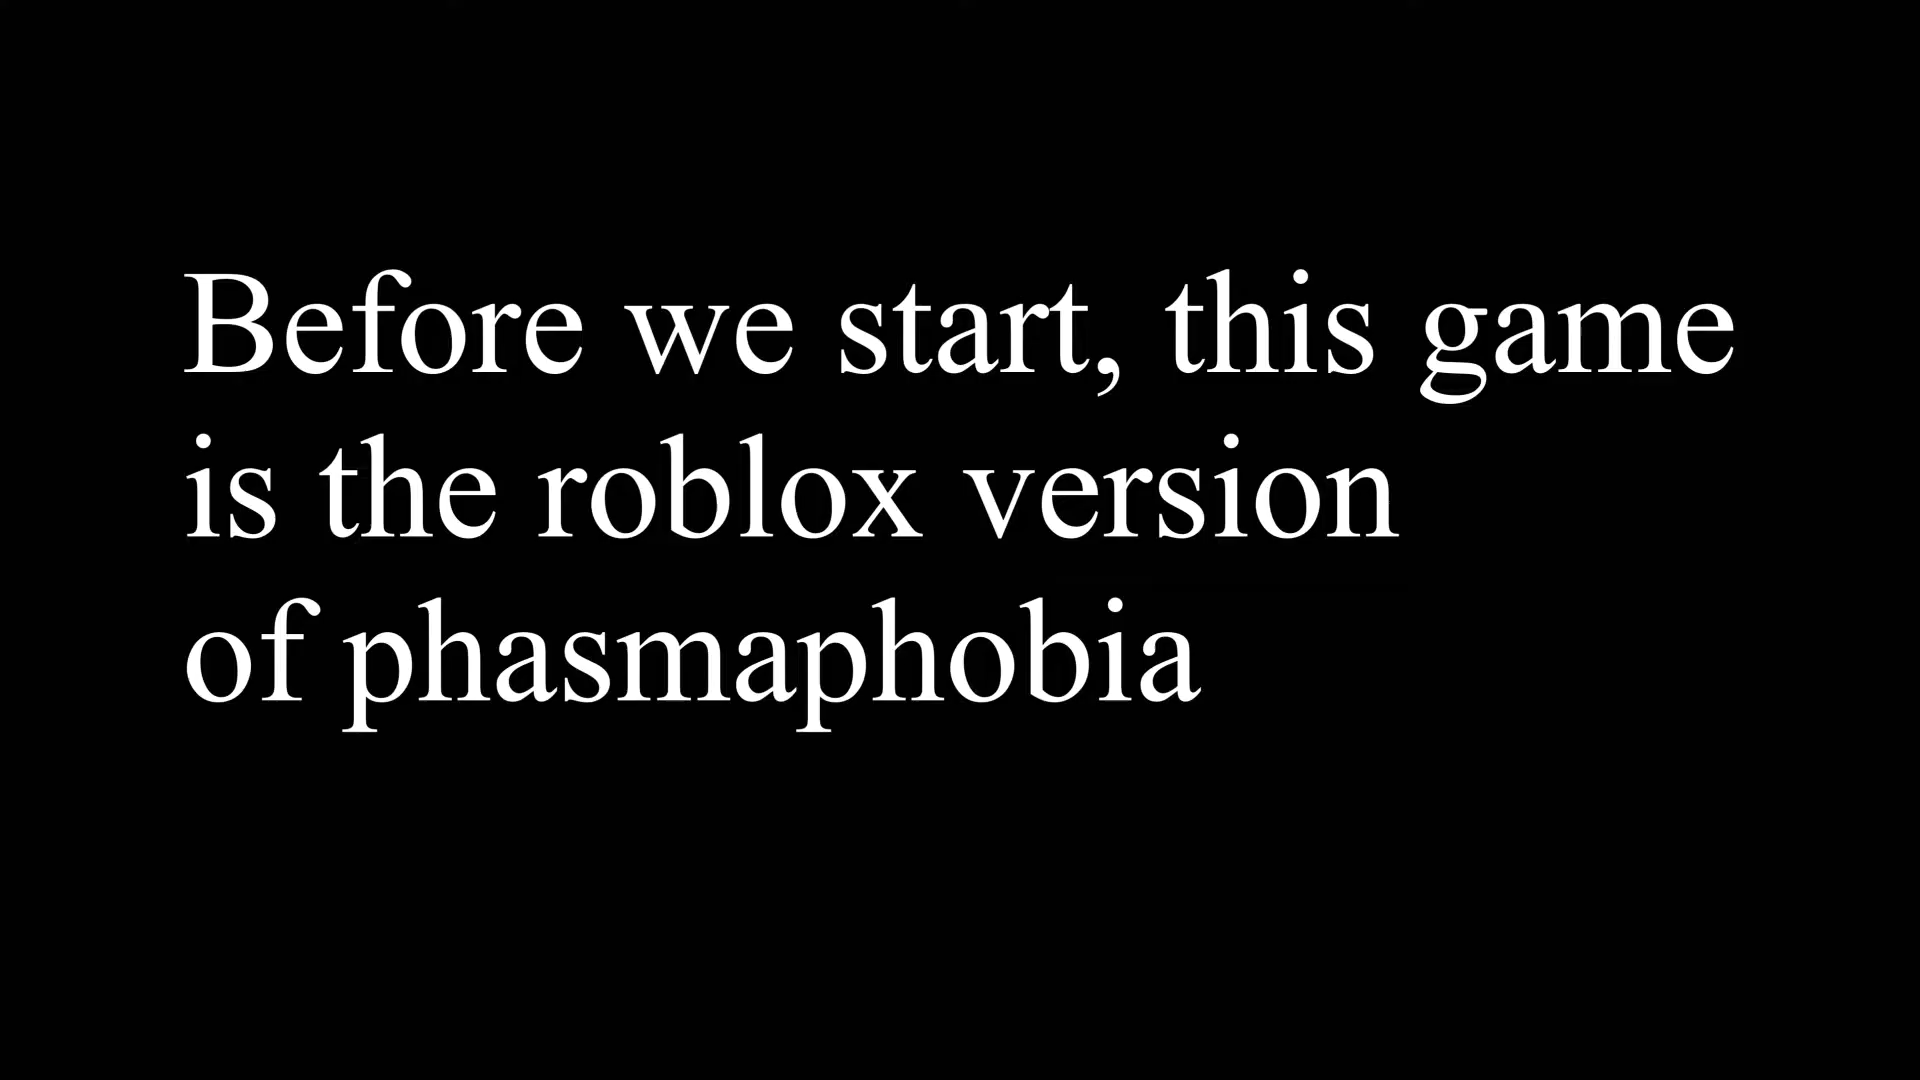 Before we start, this game
is the roblox version
of phasmaphobia